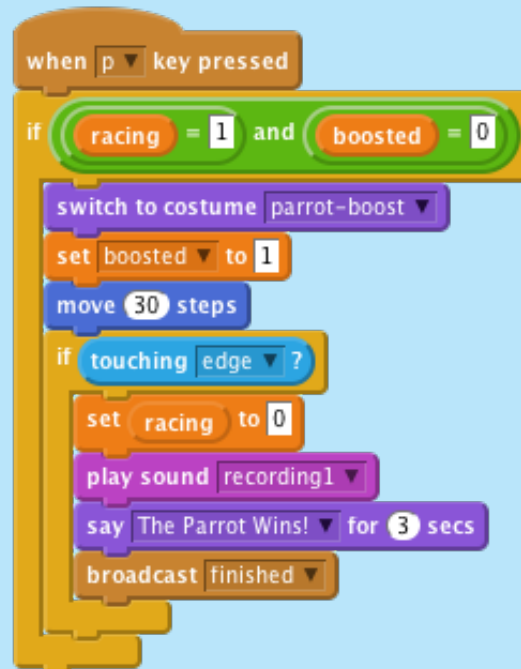 when p key pressed
if racing = 1 and boosted = 0
switch to costume parrot-boost
set boosted to 1
move 30 steps
if touching edge ?
set racing to 0
play sound recording1
say The Parrot Wins! for 3 secs
broadcast finished